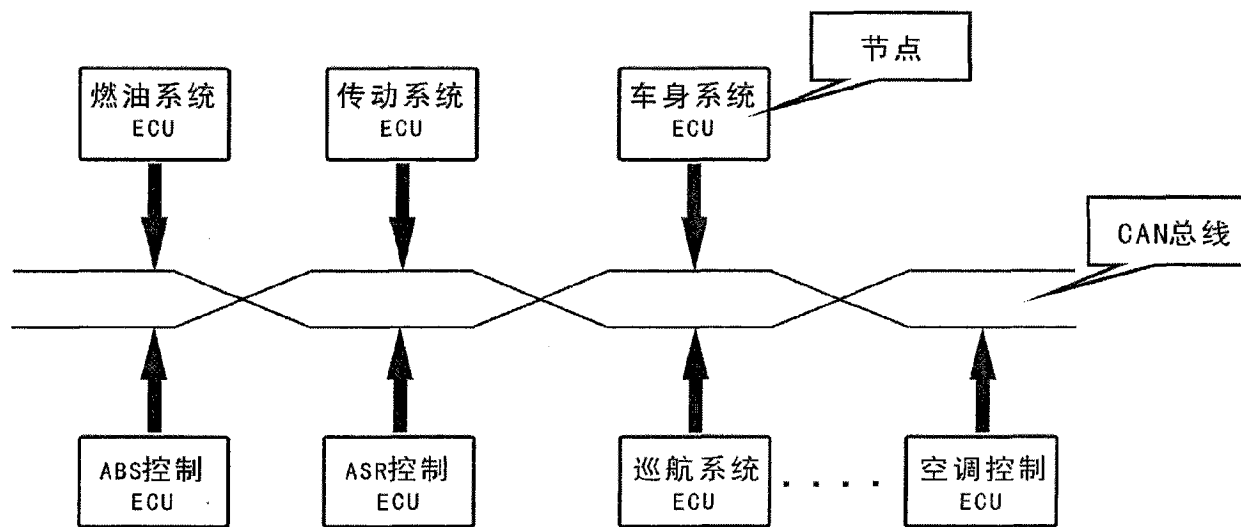 节点
燃油系统
ECU
传动系统
ECU
车身系统
ECU
CAN总线
ABS控制
ECU
ASR控制
ECU
巡航系统
ECU
.....
空调控制
ECU